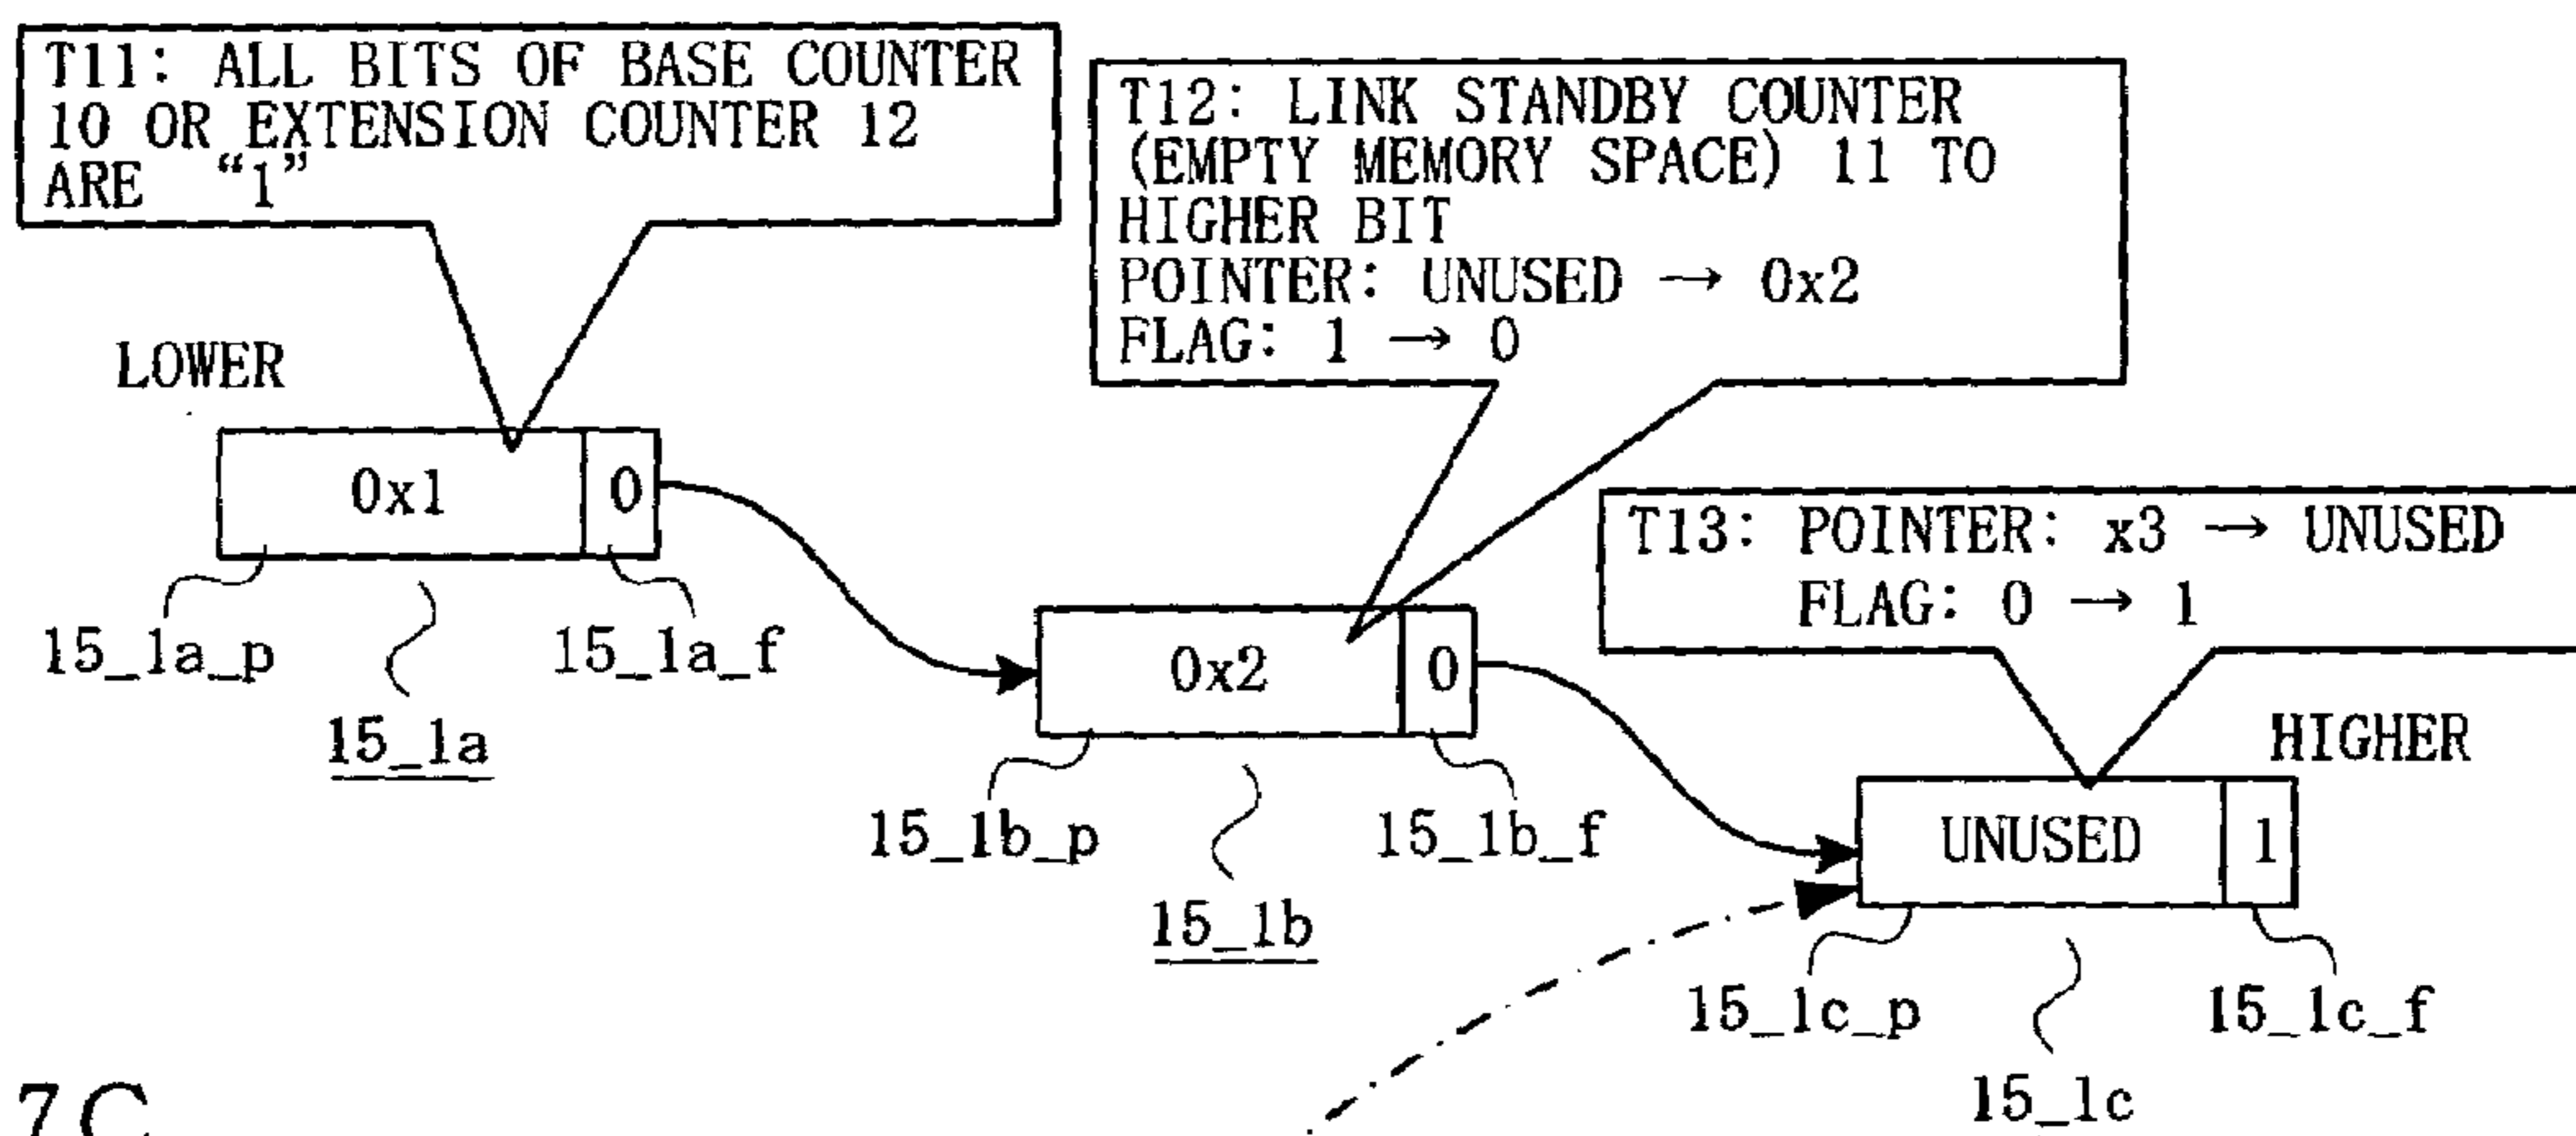 T11: ALL BITS OF BASE COUNTER
10 OR EXTENSION COUNTER 12
ARE “1”
T12: LINK STANDBY COUNTER
(EMPTY MEMORY SPACE) 11 TO
HIGHER BIT
POINTER: UNUSED → 0x2
FLAG: 1 → 0
LOWER
0x1
0
T13: POINTER: x3 → UNUSED
FLAG: 0 → 1
15_1a_p
15_1a_f
15_1a
0x2
0
HIGHER
15_1b_p
15_1b_f
15_1b
UNUSED
1
15_1c_p
15_1c_f
15_1c
7C